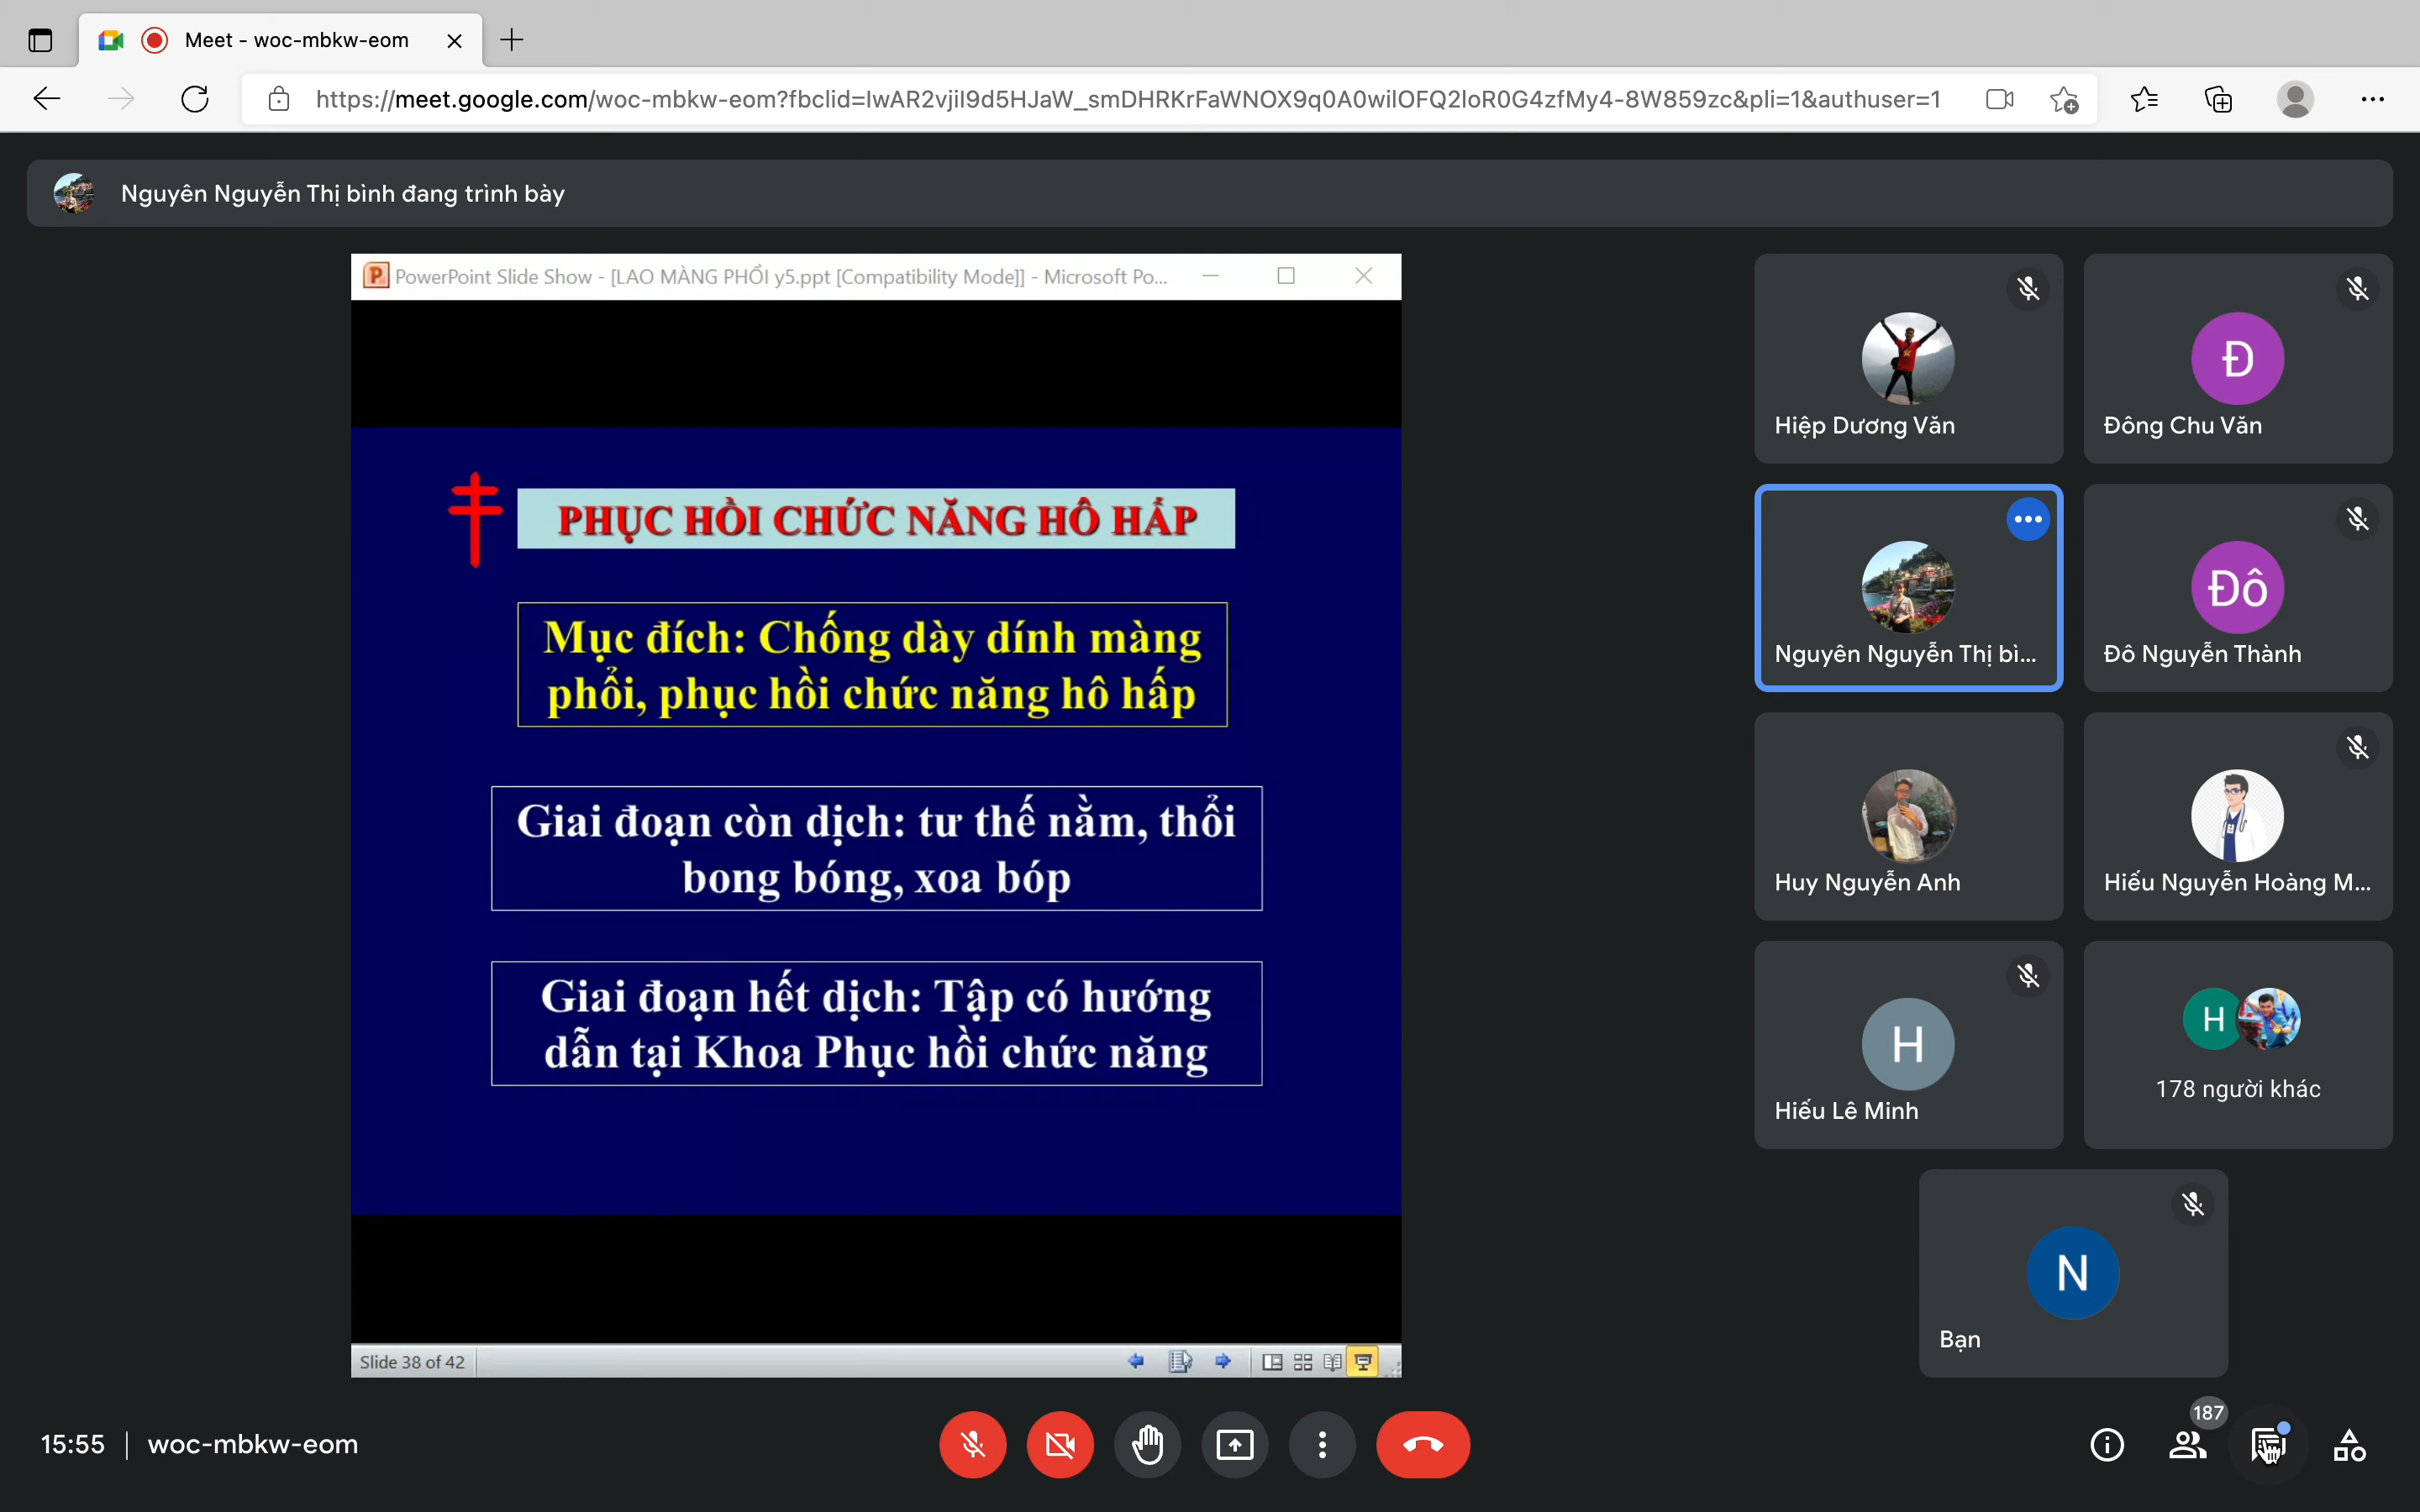 Meet - woc-mbkw-eom
https://meet.google.com/woc-mbkw-eom?fbclid=IwAR2vjiI9d5HJaW_smDHRKrFaWNOX9q0A0wilOFQ2loR0G4zfMy4-8W859zc&pli=1&authuser=1
Nguyên Nguyễn Thị bình đang trình bày
PowerPoint Slide Show - [LAO MÀNG PHỔI y5.ppt [Compatibility Mode]] - Microsoft Po...
PHỤC HỒI CHỨC NĂNG HÔ HẤP
Mục đích: Chống dày dính màng
phổi, phục hồi chức năng hô hấp
Giai đoạn còn dịch: tư thế nằm, thổi
bong bóng, xoa bóp
Giai đoạn hết dịch: Tập có hướng
dẫn tại Khoa Phục hồi chức năng
Slide 38 of 42
Hiệp Dương Văn
Đ
Đông Chu Văn
Nguyên Nguyễn Thị bì...
Đô
Đô Nguyễn Thành
Huy Nguyễn Anh
Hiếu Nguyễn Hoàng M...
H
Hiếu Lê Minh
H
178 người khác
N
Bạn
15:55 | woc-mbkw-eom
187